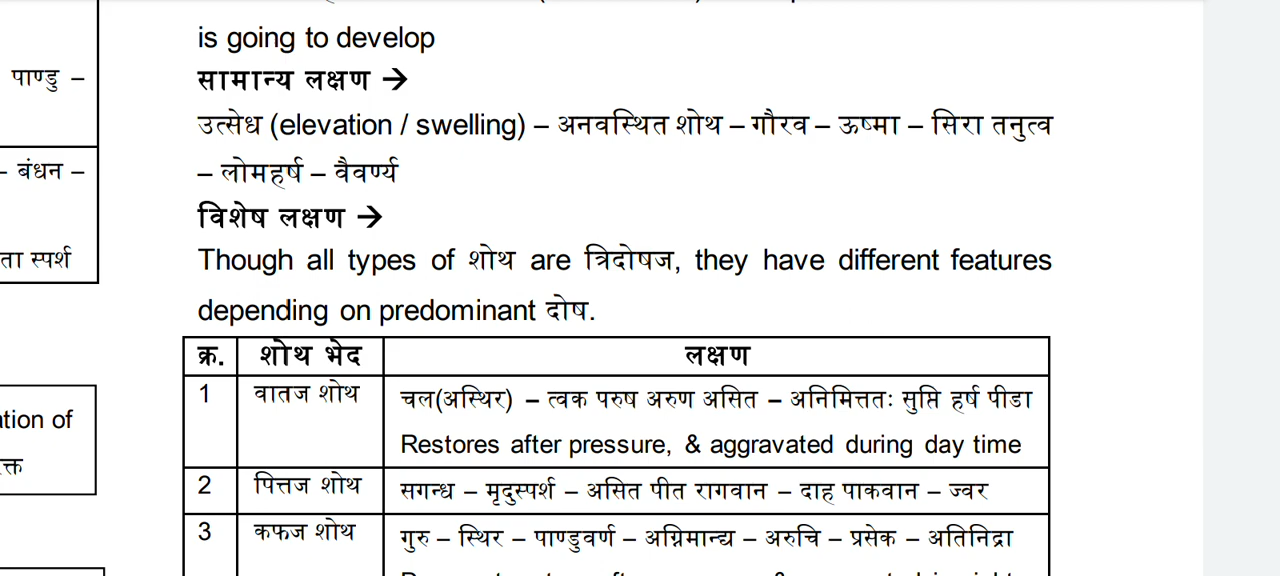 is going to develop
सामान्य लक्षण →
उत्सेध (elevation / swelling) – अनवस्थित शोथ – गौरव – ऊष्मा – सिरा तनुत्व
– लोमहर्ष – वैवर्ण्य
विशेष लक्षण →
Though all types of शोथ are त्रिदोषज, they have different features
depending on predominant दोष.
क्र. शोथ भेद लक्षण
1 वातज शोथ चल(अस्थिर) – त्वक परुष अरुण असित – अनिमित्ततः सुप्ति हर्ष पीडा
Restores after pressure, & aggravated during day time
2 पित्तज शोथ सगन्ध – मृदुस्पर्श – असित पीत रागवान – दाह पाकवान – ज्वर
3 कफज शोथ गुरु – स्थिर – पाण्डुवर्ण – अग्निमान्द्य – अरुचि – प्रसेक – अतिनिद्रा
पाण्डु –
– बंधन –
ता स्पर्श
ation of
क्त